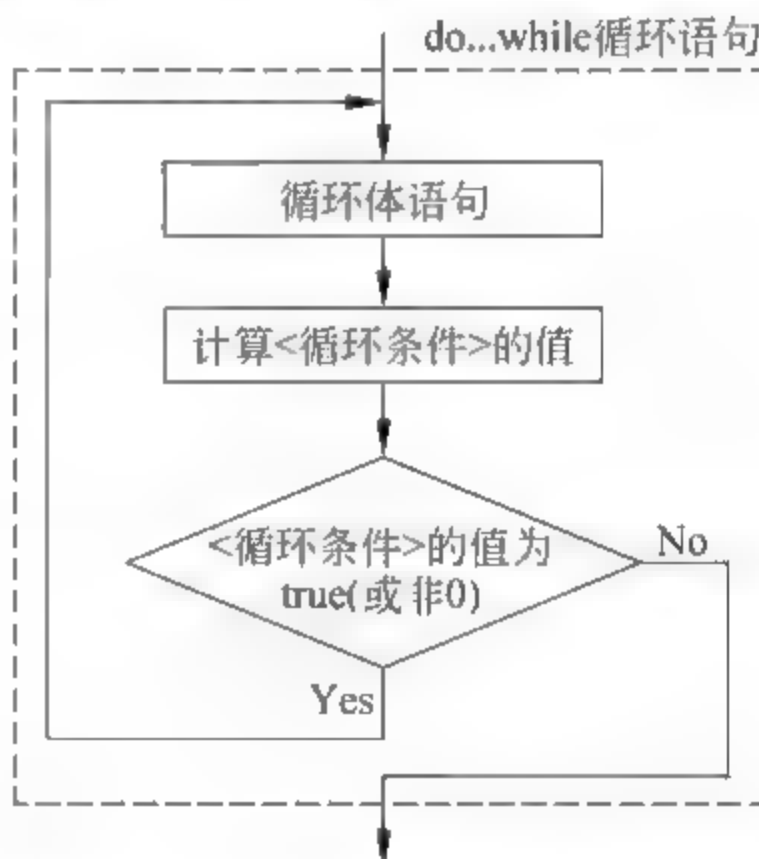 do...while循环语句
循环体语句
计算<循环条件>的值
<循环条件>的值为
true(或非0)
No
Yes